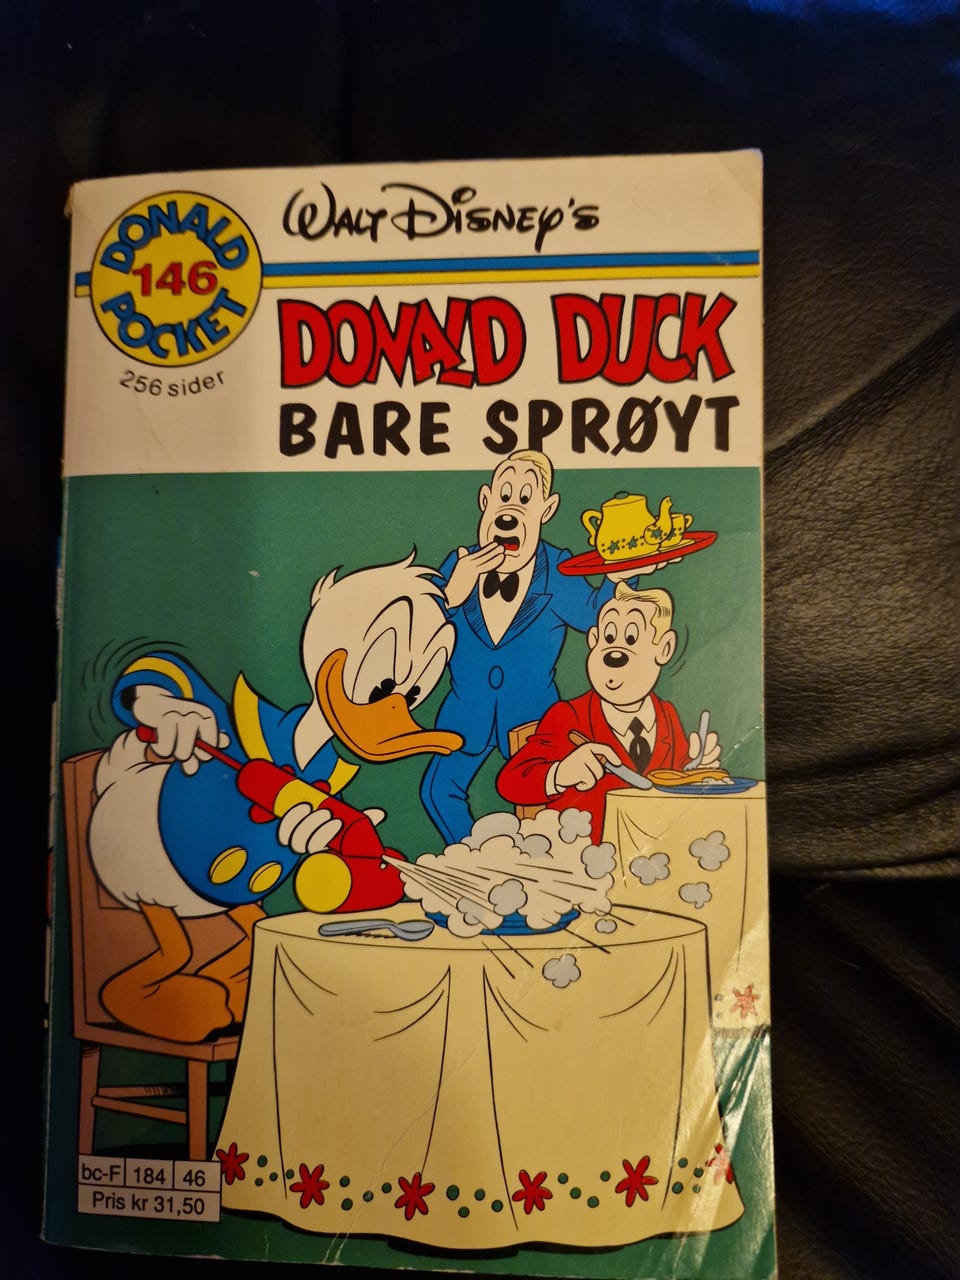 WALT DISNEY'S
DONALD
146
POCKET
256 sider
DONALD DUCK
BARE SPRØYT
bc-F 184 46
Pris kr 31,50